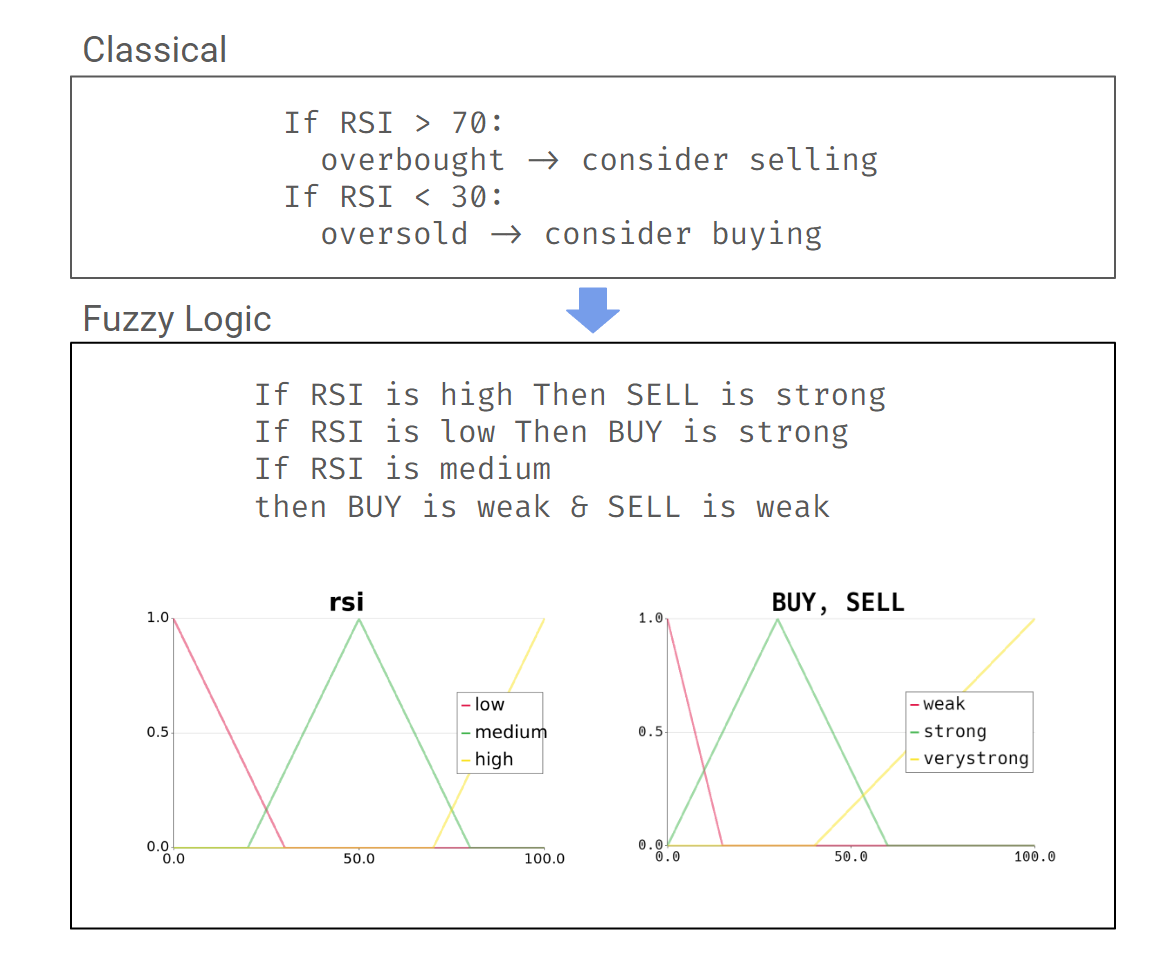 Classical
If RSI > 70:
overbought → consider selling
If RSI < 30:
oversold → consider buying
Fuzzy Logic
If RSI is high Then SELL is strong
If RSI is low Then BUY is strong
If RSI is medium
then BUY is weak & SELL is weak
rsi
1.0
0.5
0.0
0.0
50.0
100.0
low
medium
high
BUY, SELL
1.0
0.5
0.0
0.0
50.0
100.0
weak
strong
verystrong